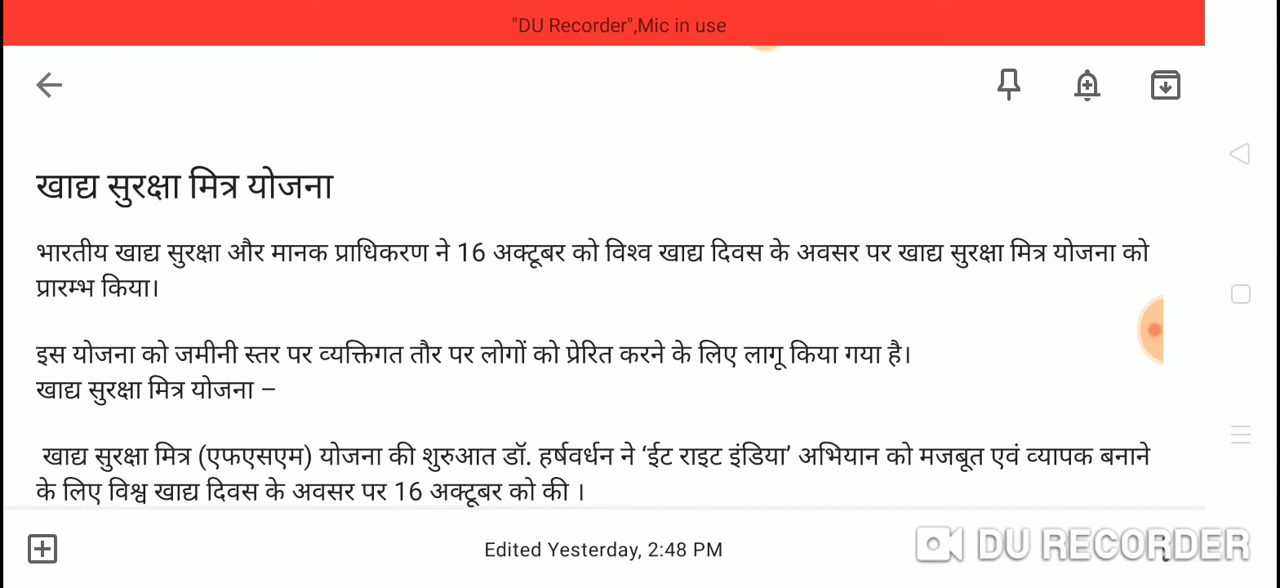 "DU Recorder",Mic in use
खाद्य सुरक्षा मित्र योजना
भारतीय खाद्य सुरक्षा और मानक प्राधिकरण ने 16 अक्टूबर को विश्व खाद्य दिवस के अवसर पर खाद्य सुरक्षा मित्र योजना को
प्रारम्भ किया।
इस योजना को जमीनी स्तर पर व्यक्तिगत तौर पर लोगों को प्रेरित करने के लिए लागू किया गया है।
खाद्य सुरक्षा मित्र योजना –
खाद्य सुरक्षा मित्र (एफएसएम) योजना की शुरुआत डॉ. हर्षवर्धन ने ‘ईट राइट इंडिया’ अभियान को मजबूत एवं व्यापक बनाने
के लिए विश्व खाद्य दिवस के अवसर पर 16 अक्टूबर को की ।
Edited Yesterday, 2:48 PM
DU RECORDER